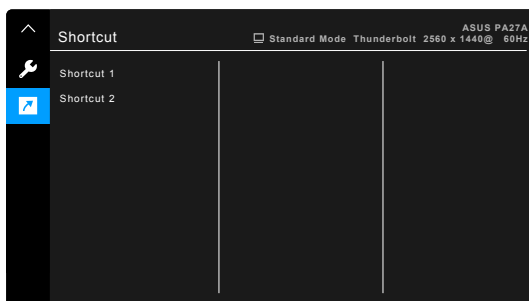 ASUS PA27A
Shortcut
Standard Mode Thunderbolt 2560 x 1440@ 60Hz
Shortcut 1
Shortcut 2